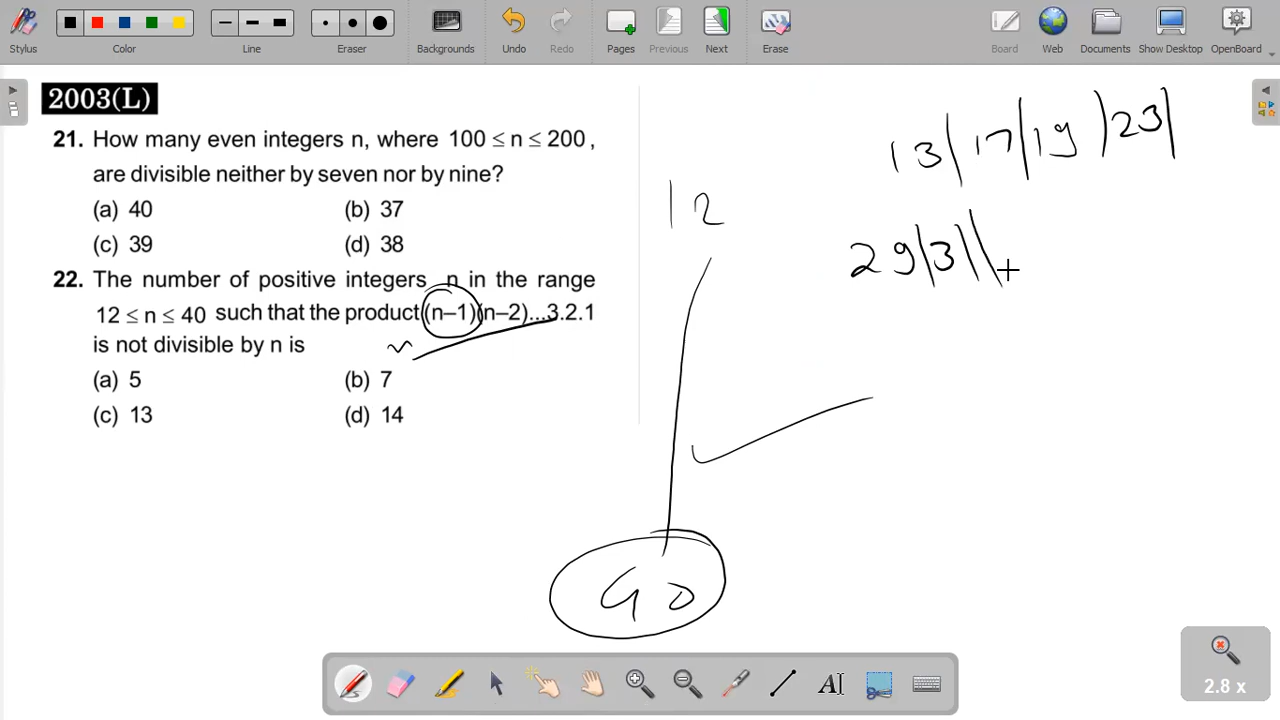 Stylus
Color
Line
Eraser
Backgrounds
Undo
Redo
Pages
Previous
Next
Erase
Board
Web
Documents
Show Desktop
OpenBoard
2003(L)
21. How many even integers n, where 100 ≤ n ≤ 200,
are divisible neither by seven nor by nine?
(a) 40 (b) 37
(c) 39 (d) 38
22. The number of positive integers n in the range
12 ≤ n ≤ 40 such that the product (n–1)(n–2)...3.2.1
is not divisible by n is
(a) 5 (b) 7
(c) 13 (d) 14
13 | 17 | 19 | 23 |
29 | 31 |
12
40
2.8 x